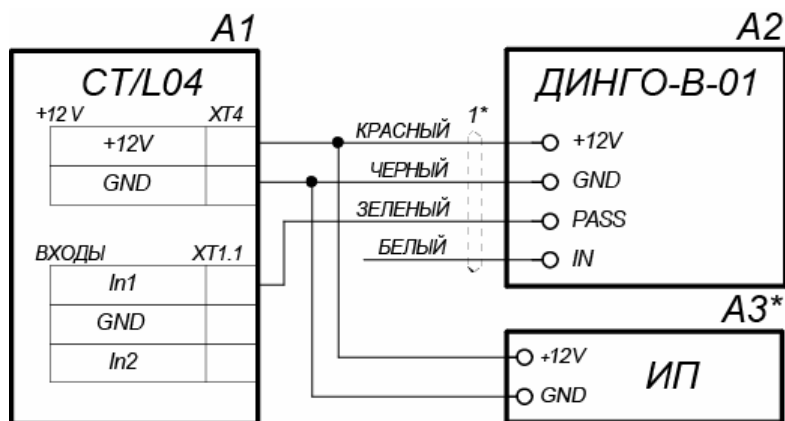 A1
A2
СТ/L04
ДИНГО-В-01
+12 V XT4
1*
+12V
КРАСНЫЙ
+12V
GND
ЧЕРНЫЙ
GND
ЗЕЛЕНЫЙ
PASS
ВХОДЫ XT1.1
БЕЛЫЙ
IN
In1
GND
In2
A3*
+12V
ИП
GND